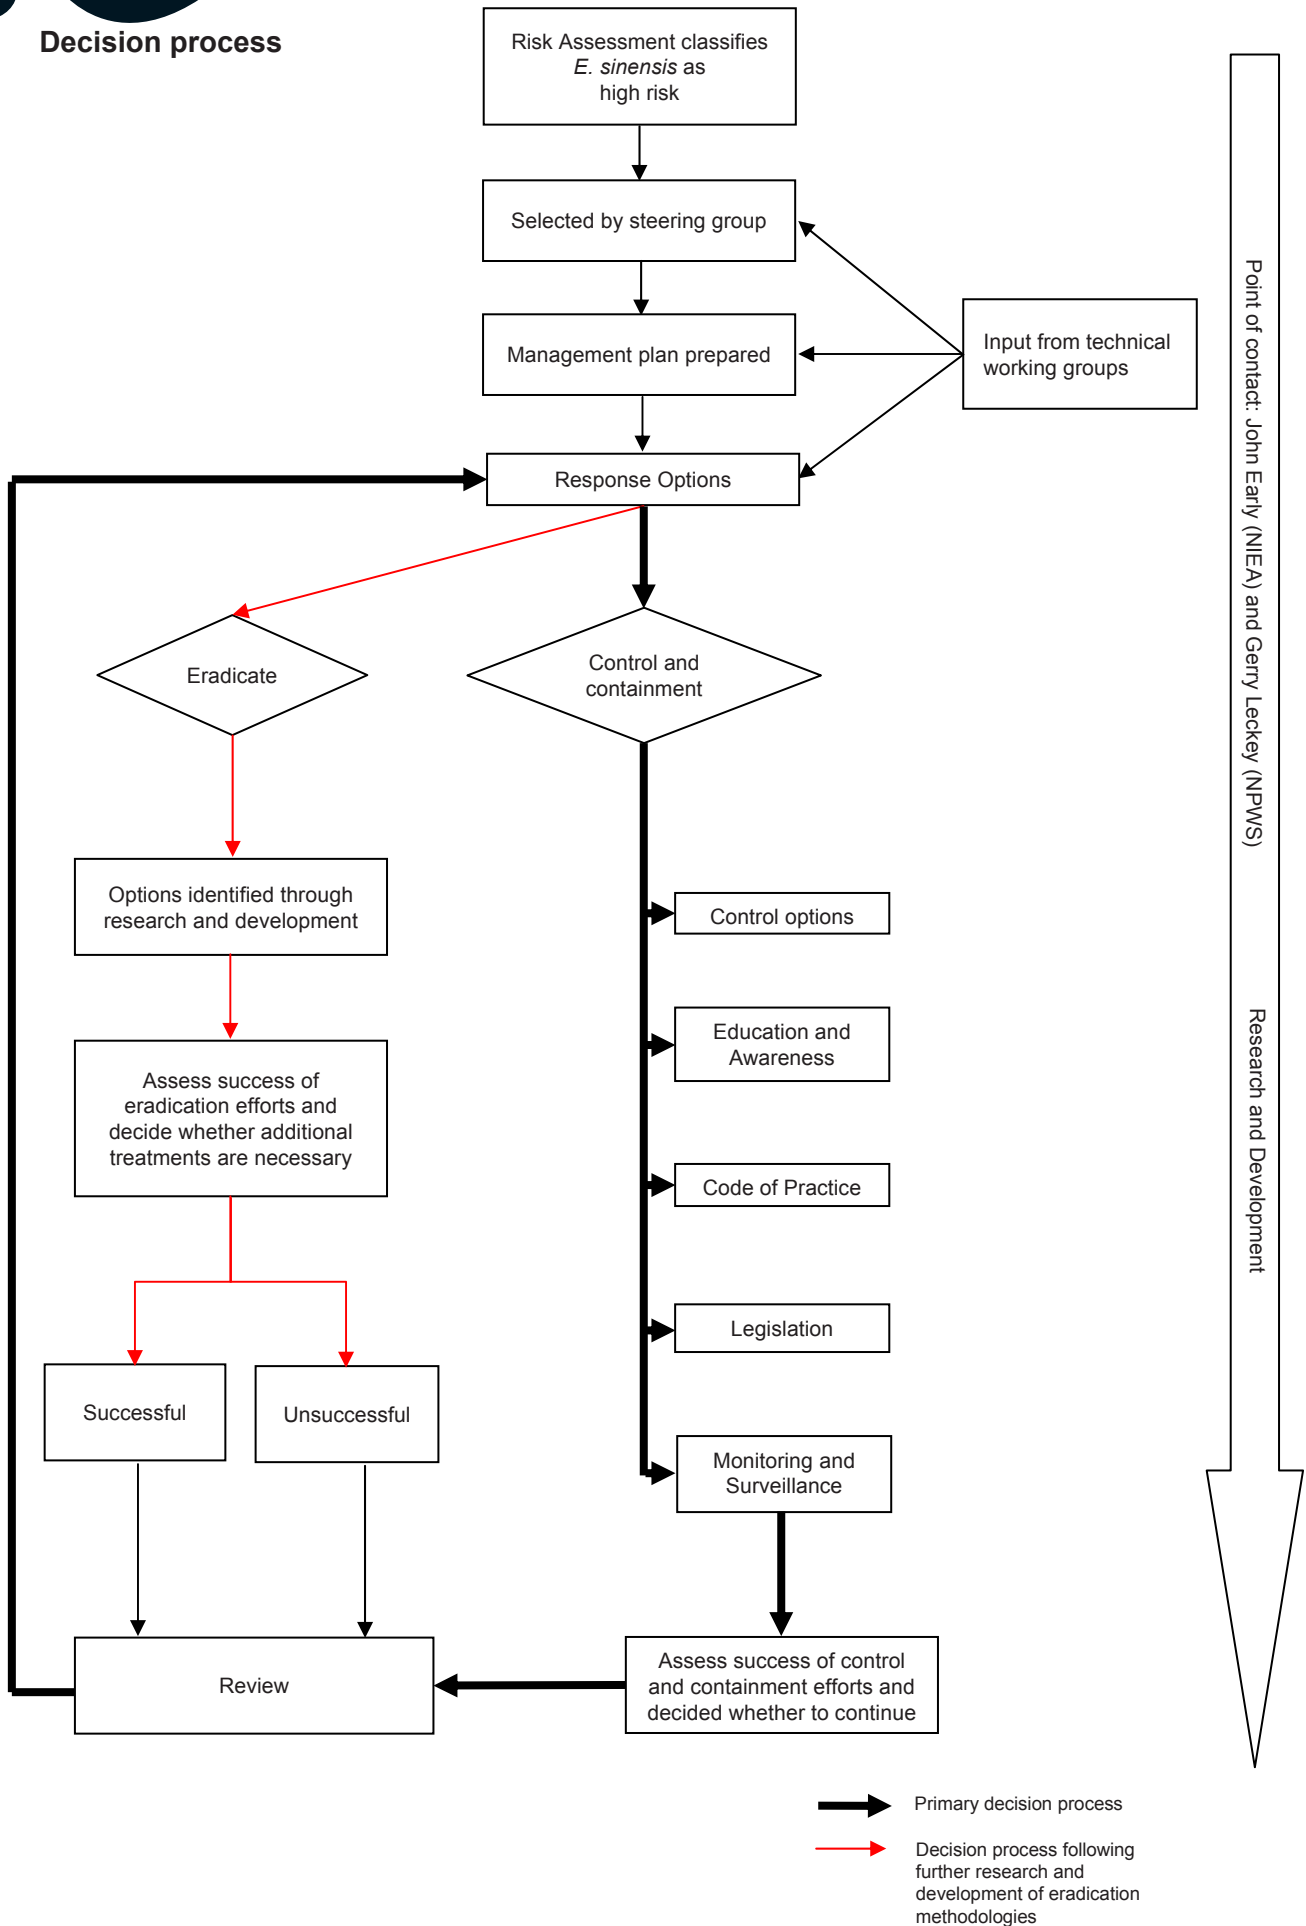 Decision process
Risk Assessment classifies
E. sinensis as
high risk
Selected by steering group
Management plan prepared
Input from technical
working groups
Response Options
Eradicate
Control and
containment
Options identified through
research and development
Control options
Education and
Awareness
Assess success of
eradication efforts and
decide whether additional
treatments are necessary
Code of Practice
Legislation
Successful
Unsuccessful
Monitoring and
Surveillance
Review
Assess success of control
and containment efforts and
decided whether to continue
Point of contact: John Early (NIEA) and Gerry Leckey (NPWS)
Research and Development
Primary decision process
Decision process following
further research and
development of eradication
methodologies